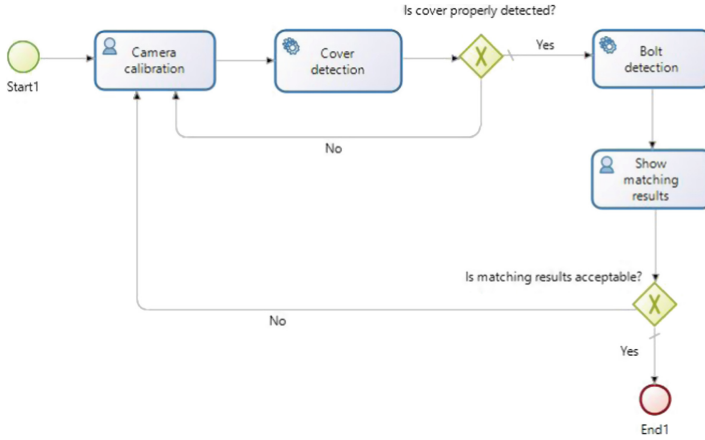 Is cover properly detected?
Start1
Camera
calibration
Cover
detection
Yes
Bolt
detection
No
Show
matching
results
Is matching results acceptable?
No
Yes
End1